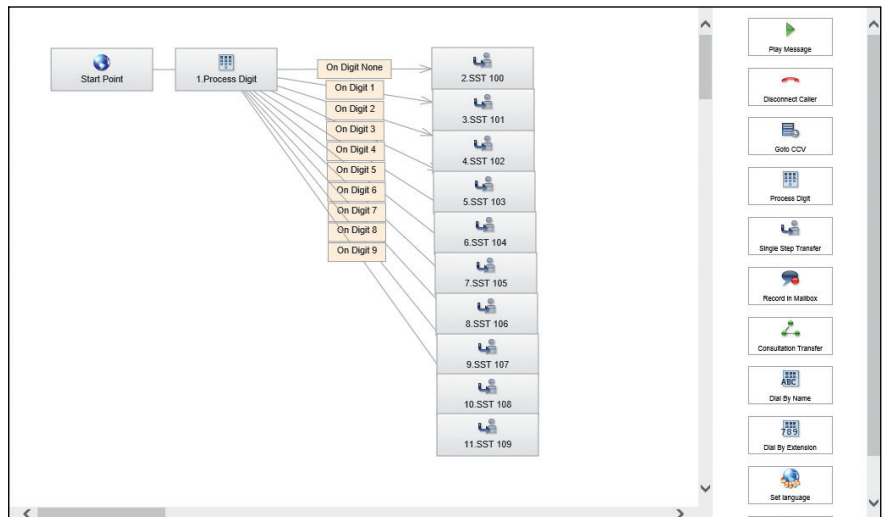 Start Point
1.Process Digit
On Digit None
On Digit 1
On Digit 2
On Digit 3
On Digit 4
On Digit 5
On Digit 6
On Digit 7
On Digit 8
On Digit 9
2.SST 100
3.SST 101
4.SST 102
5.SST 103
6.SST 104
7.SST 105
8.SST 106
9.SST 107
10.SST 108
11.SST 109
Play Message
Disconnect Caller
Goto CCV
Process Digit
Single Step Transfer
Record In Mailbox
Consultation Transfer
ABC
Dial By Name
789
Dial By Extension
Set language